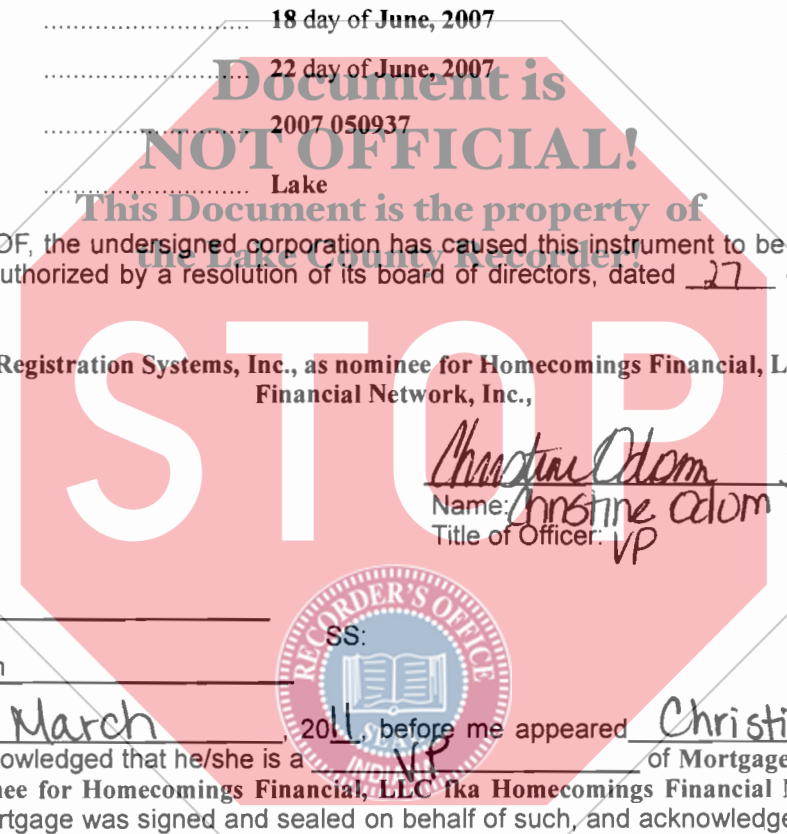 18 day of June, 2007
22 day of June, 2007
Document is
2007 050937
NOT OFFICIAL!
Lake
This Document is the property of
the Lake County Recorder!
OF, the undersigned corporation has caused this instrument to be
uthorized by a resolution of its board of directors, dated 27
STOP
Registration Systems, Inc., as nominee for Homecomings Financial, L
Financial Network, Inc.,
Christine Odom
Name: Christine Odom
Title of Officer: VP
RECORDER'S OFFICE
SS:
March, 2011, before me appeared Christi
SEAL
nowledged that he/she is a VP of Mortgage
INDIANA
nee for Homecomings Financial, LLC fka Homecomings Financial
rtgage was signed and sealed on behalf of such, and acknowledge